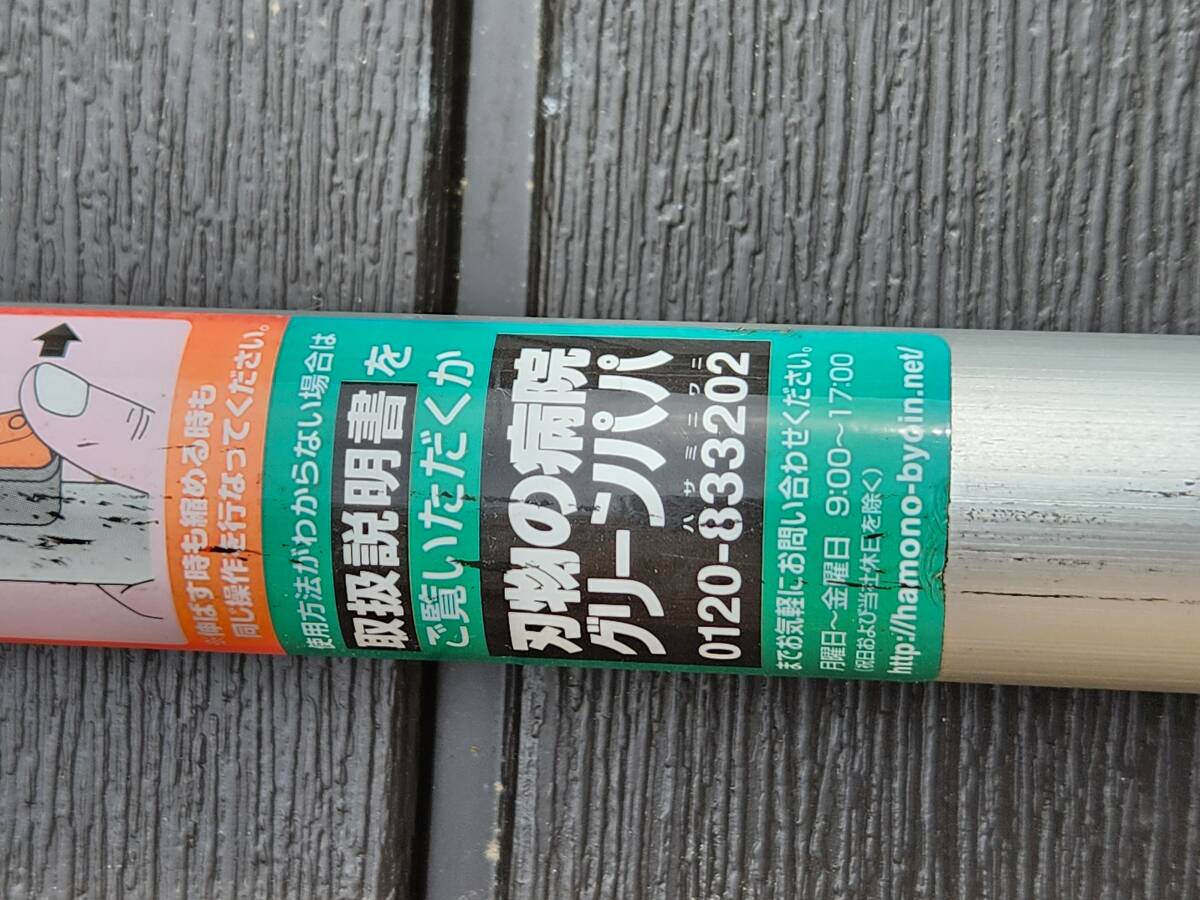 伸ばす時も縮める時も
同じ操作を行なってください。
使用方法がわからない場合は
取扱説明書を
ご覧いただくか
刃物の病院
グリーンパパ
ハ サ ミ ニ ワ ニ
0120-833202
までお気軽にお問い合わせください。
月曜日～金曜日 9:00～17:00
(祝日および当社休日を除く)
http://hamono-byoin.net/